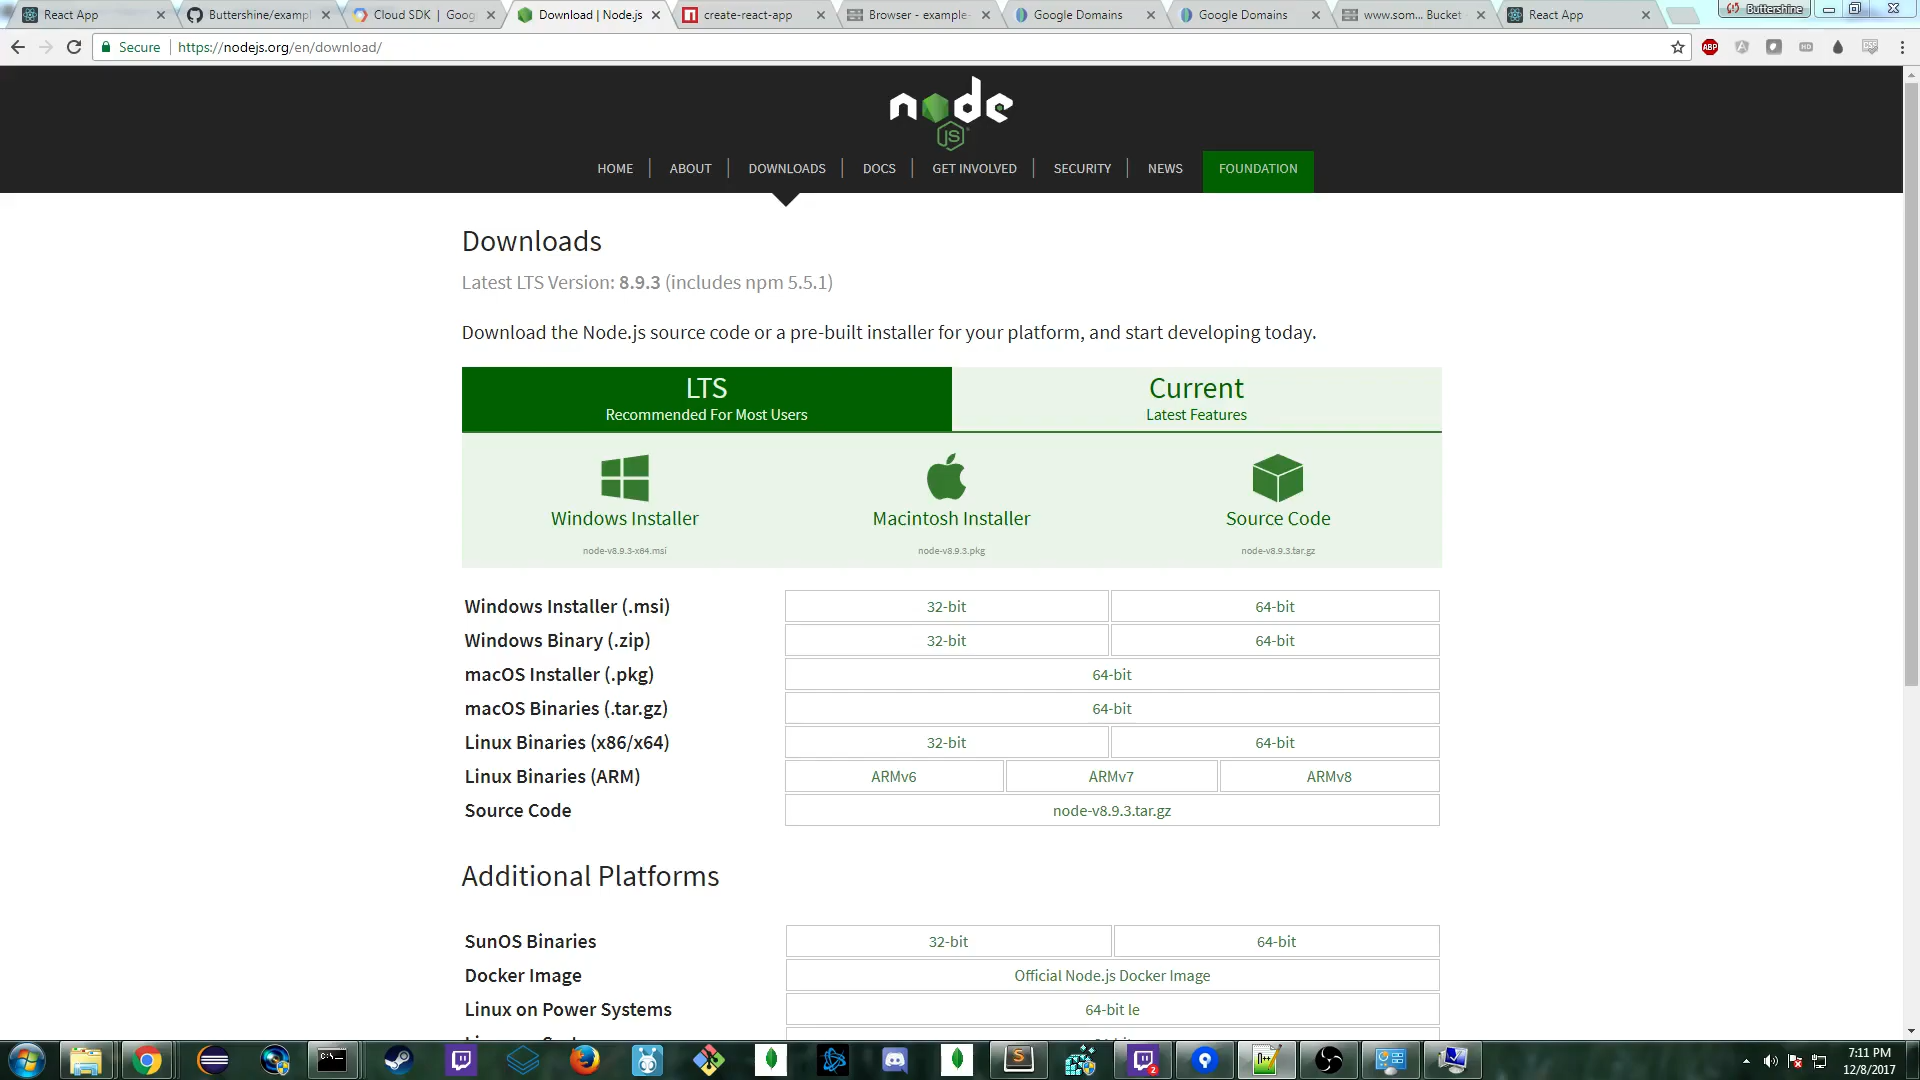 React App
Buttershine/exampl
Cloud SDK | Goog
Download | Node.js
create-react-app
Browser - example-
Google Domains
Google Domains
www.som... Bucket
React App
Buttershine
Secure
https://nodejs.org/en/download/
ABP
HD
CSS
node
JS
HOME
ABOUT
DOWNLOADS
DOCS
GET INVOLVED
SECURITY
NEWS
FOUNDATION
Downloads
Latest LTS Version: 8.9.3 (includes npm 5.5.1)
Download the Node.js source code or a pre-built installer for your platform, and start developing today.
LTS
Recommended For Most Users
Current
Latest Features
Windows Installer
node-v8.9.3-x64.msi
Macintosh Installer
node-v8.9.3.pkg
Source Code
node-v8.9.3.tar.gz
Windows Installer (.msi) 32-bit 64-bit
Windows Binary (.zip) 32-bit 64-bit
macOS Installer (.pkg) 64-bit
macOS Binaries (.tar.gz) 64-bit
Linux Binaries (x86/x64) 32-bit 64-bit
Linux Binaries (ARM) ARMv6 ARMv7 ARMv8
Source Code node-v8.9.3.tar.gz
Additional Platforms
SunOS Binaries 32-bit 64-bit
Docker Image Official Node.js Docker Image
Linux on Power Systems 64-bit le
7:11 PM
12/8/2017